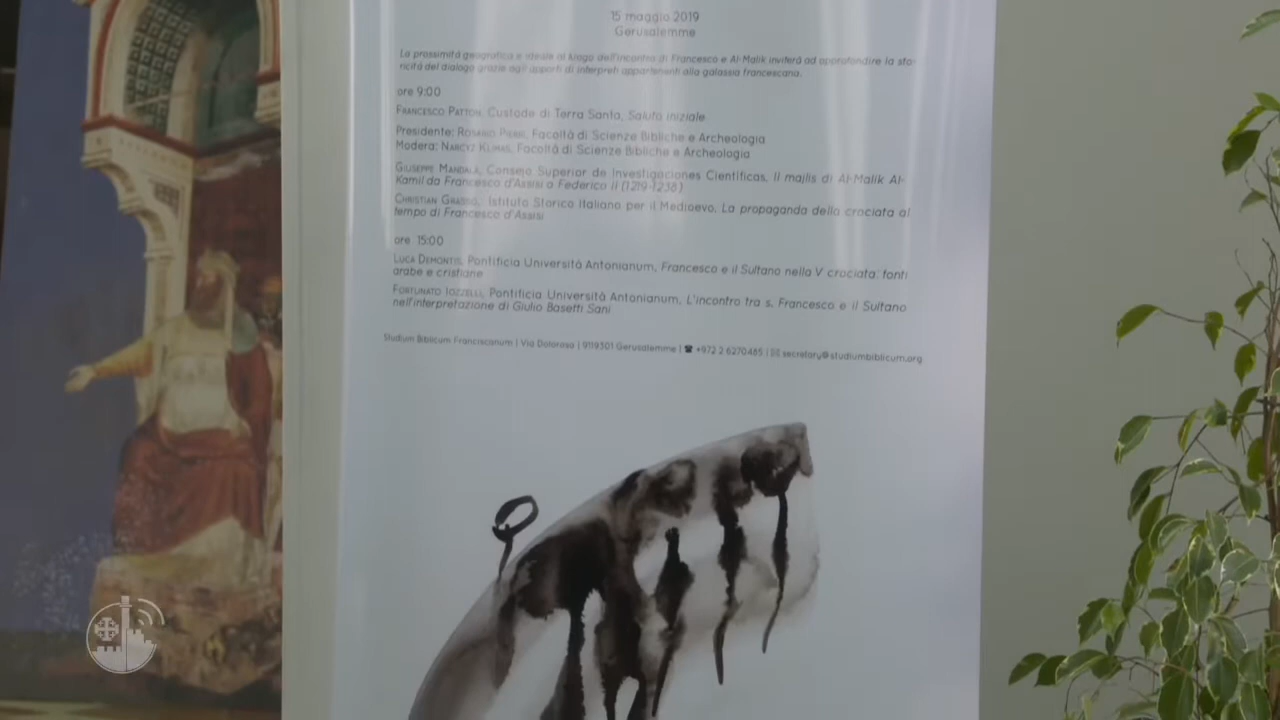 15 maggio 2019
Gerusalemme
La prossimità geografica e ideale al luogo dell'incontro di Francesco e Al-Malik inviterà ad approfondire la sto-
ricità del dialogo grazie agli apporti di interpreti appartenenti alla galassia francescana.
ore 9:00
FRANCESCO PATTON, Custode di Terra Santa, Saluto iniziale
Presidente: ROSARIO PIERRI, Facoltà di Scienze Bibliche e Archeologia
Modera: NARCYZ KLIMAS, Facoltà di Scienze Bibliche e Archeologia
GIUSEPPE MANDALÀ, Consejo Superior de Investigaciones Científicas, Il majlis di Al-Malik Al-
Kamil da Francesco d'Assisi a Federico II (1219-1238)
CHRISTIAN GRASSO, Istituto Storico Italiano per il Medioevo, La propaganda della crociata al
tempo di Francesco d'Assisi
ore 15:00
LUCA DEMONTIS, Pontificia Università Antonianum, Francesco e il Sultano nella V crociata: fonti
arabe e cristiane
FORTUNATO IOZZELLI, Pontificia Università Antonianum, L'incontro tra s. Francesco e il Sultano
nell'interpretazione di Giulio Basetti Sani
Studium Biblicum Franciscanum | Via Dolorosa | 9119301 Gerusalemme | ☎ +972 2 6270485 | ✉ secretary@studiumbiblicum.org